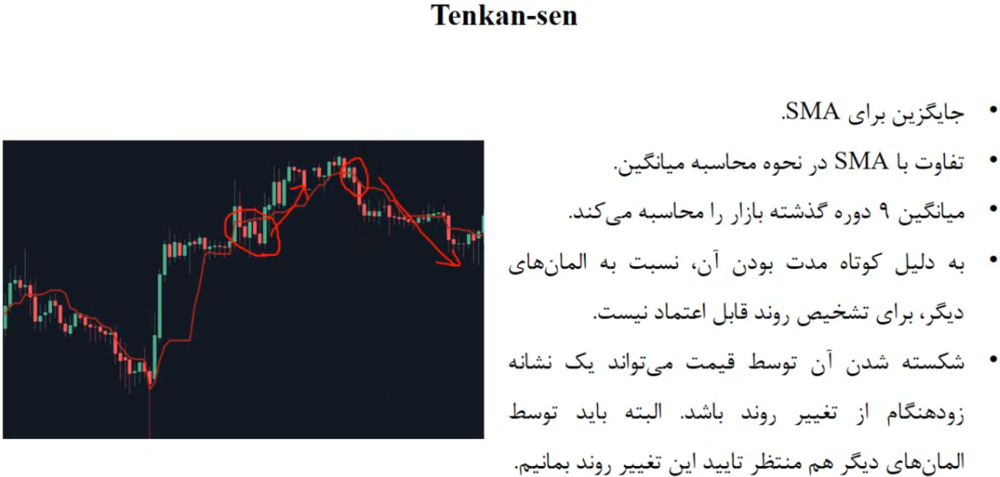 Tenkan-sen
• جایگزین برای SMA.
• تفاوت با SMA در نحوه محاسبه میانگین.
• میانگین ۹ دوره گذشته بازار را محاسبه می‌کند.
• به دلیل کوتاه مدت بودن آن، نسبت به المان‌های
دیگر، برای تشخیص روند قابل اعتماد نیست.
• شکسته شدن آن توسط قیمت می‌تواند یک نشانه
زودهنگام از تغییر روند باشد. البته باید توسط
المان‌های دیگر هم منتظر تایید این تغییر روند بمانیم.